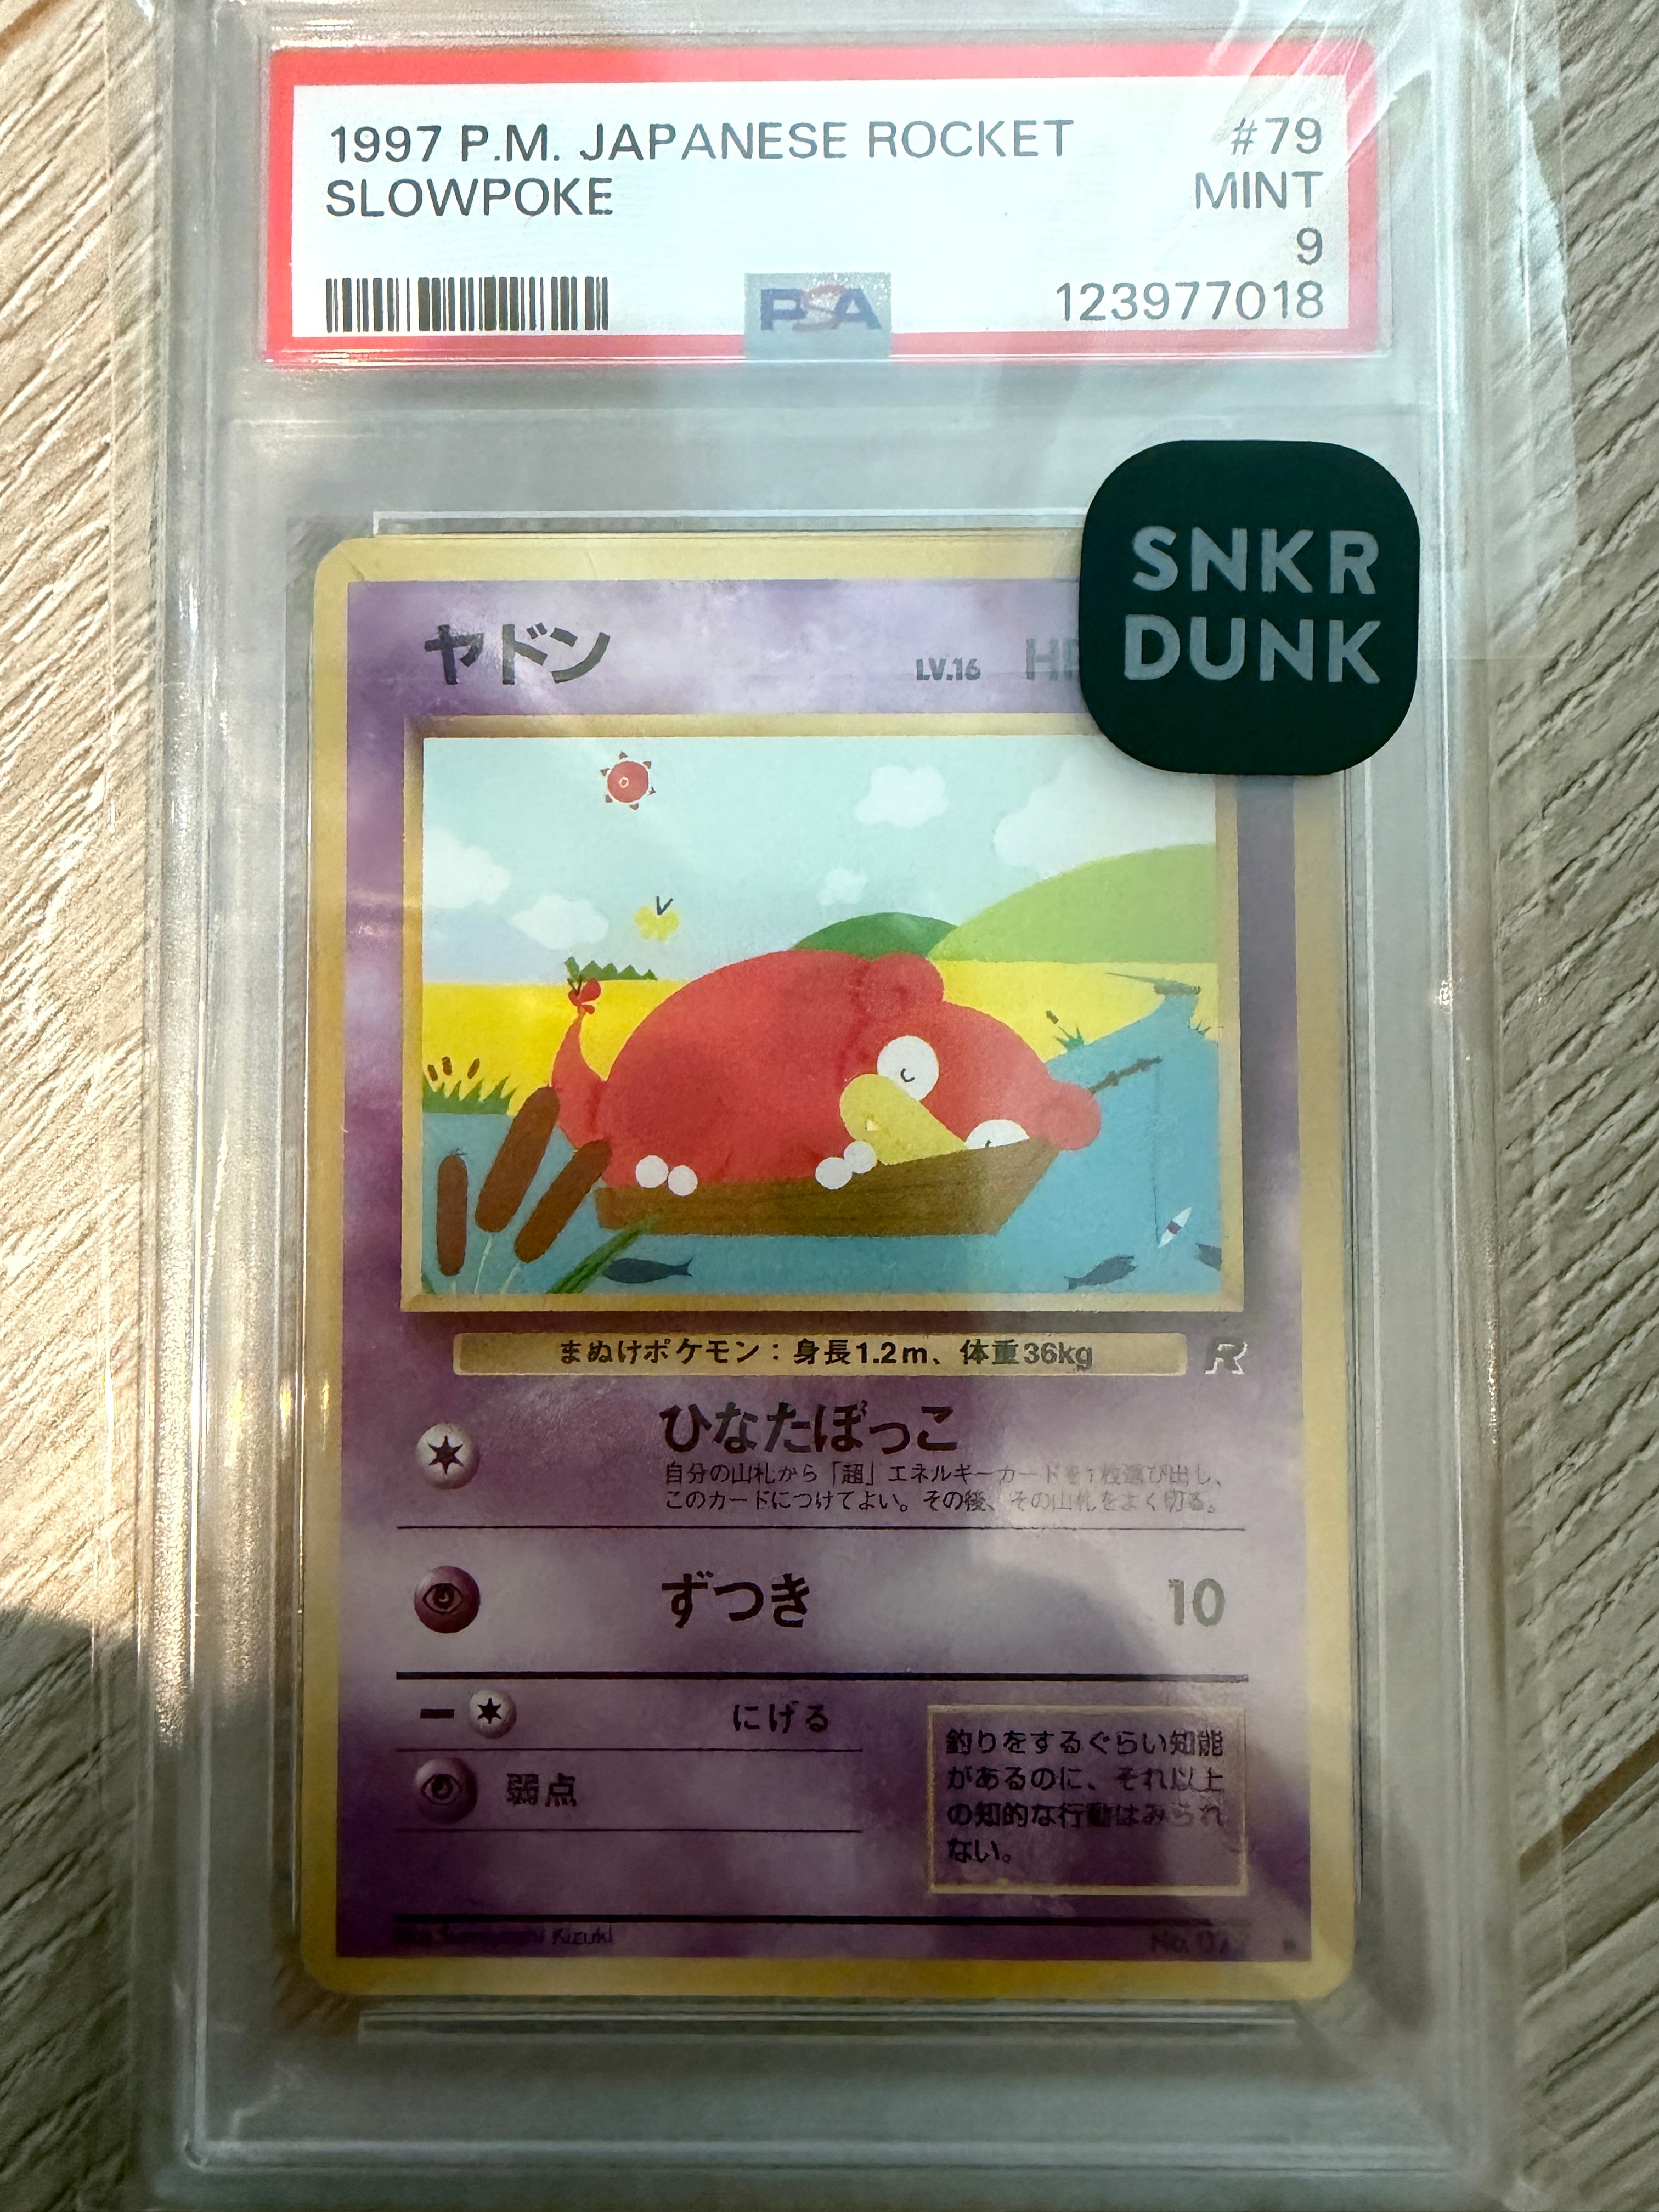 1997 P.M. JAPANESE ROCKET #79
SLOWPOKE MINT
9
PSA 123977018
SNKR
DUNK
ヤドン LV.16
まぬけポケモン：身長1.2m、体重36kg R
ひなたぼっこ
自分の山札から「超」エネルギーカードを1枚選び出し、
このカードにつけてよい。その後、その山札をよく切る。
ずつき 10
にげる
弱点
釣りをするぐらい知能
があるのに、それ以上
の知的な行動はみられ
ない。
Sumiyoshi Kizuki